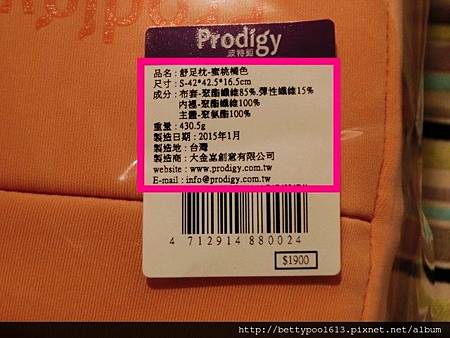 Prodigy
波特鉅
品名 : 舒足枕-蜜桃橘色
尺寸 : S-42*42.5*16.5cm
成分 : 布套-聚酯纖維85%,彈性纖維15%
內裡-聚酯纖維100%
主體-聚氨酯100%
重量 : 430.5g
製造日期 : 2015年1月
製造地 : 台灣
製造商 : 大金嘉創意有限公司
website : www.prodigy.com.tw
E-mail : info@prodigy.com.tw
4 712914 880024
$1900
http://bettypool613.pixnet.net/album